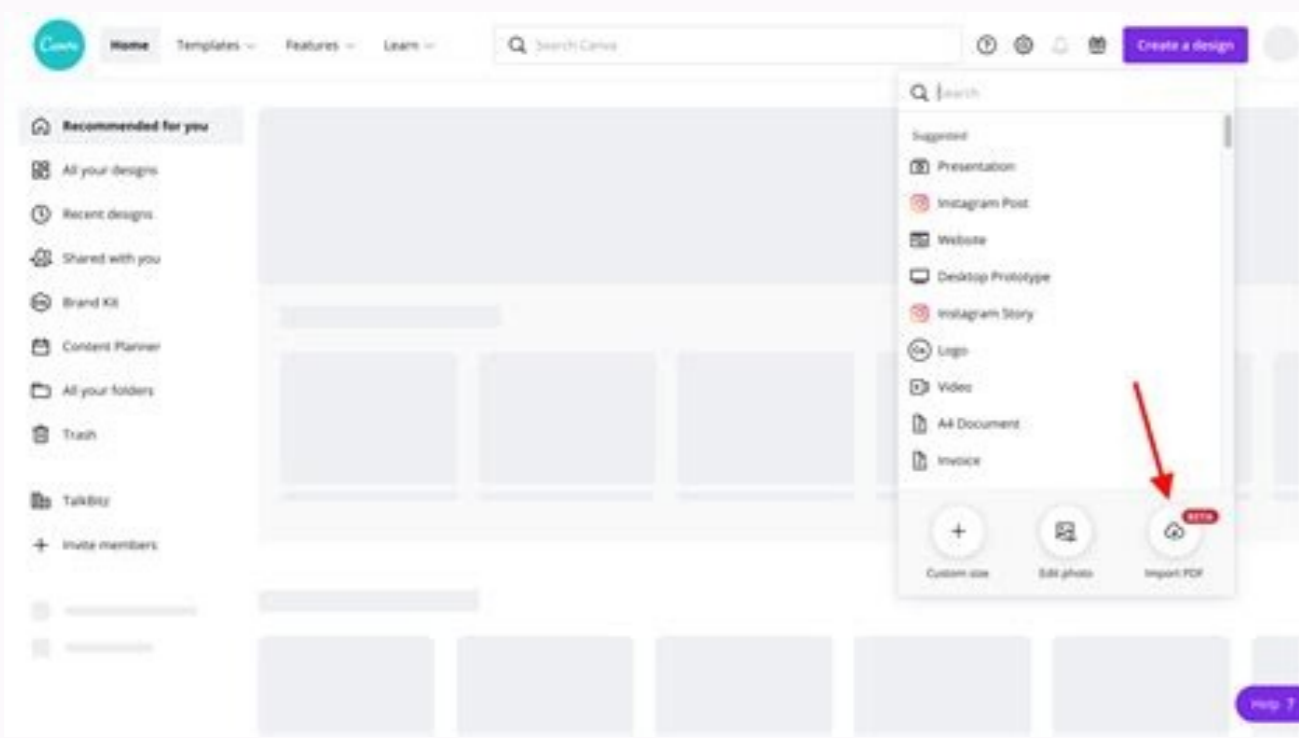 Canva
Home Templates Features Learn Search Canva Create a design
Recommended for you
All your designs
Recent designs
Shared with you
Brand Kit
Content Planner
All your folders
Trash
TalkBitz
Invite members
Search
Suggested
Presentation
Instagram Post
Website
Desktop Prototype
Instagram Story
Logo
Video
A4 Document
Invoice
BETA
Custom size Edit photo Import PDF
Help ?